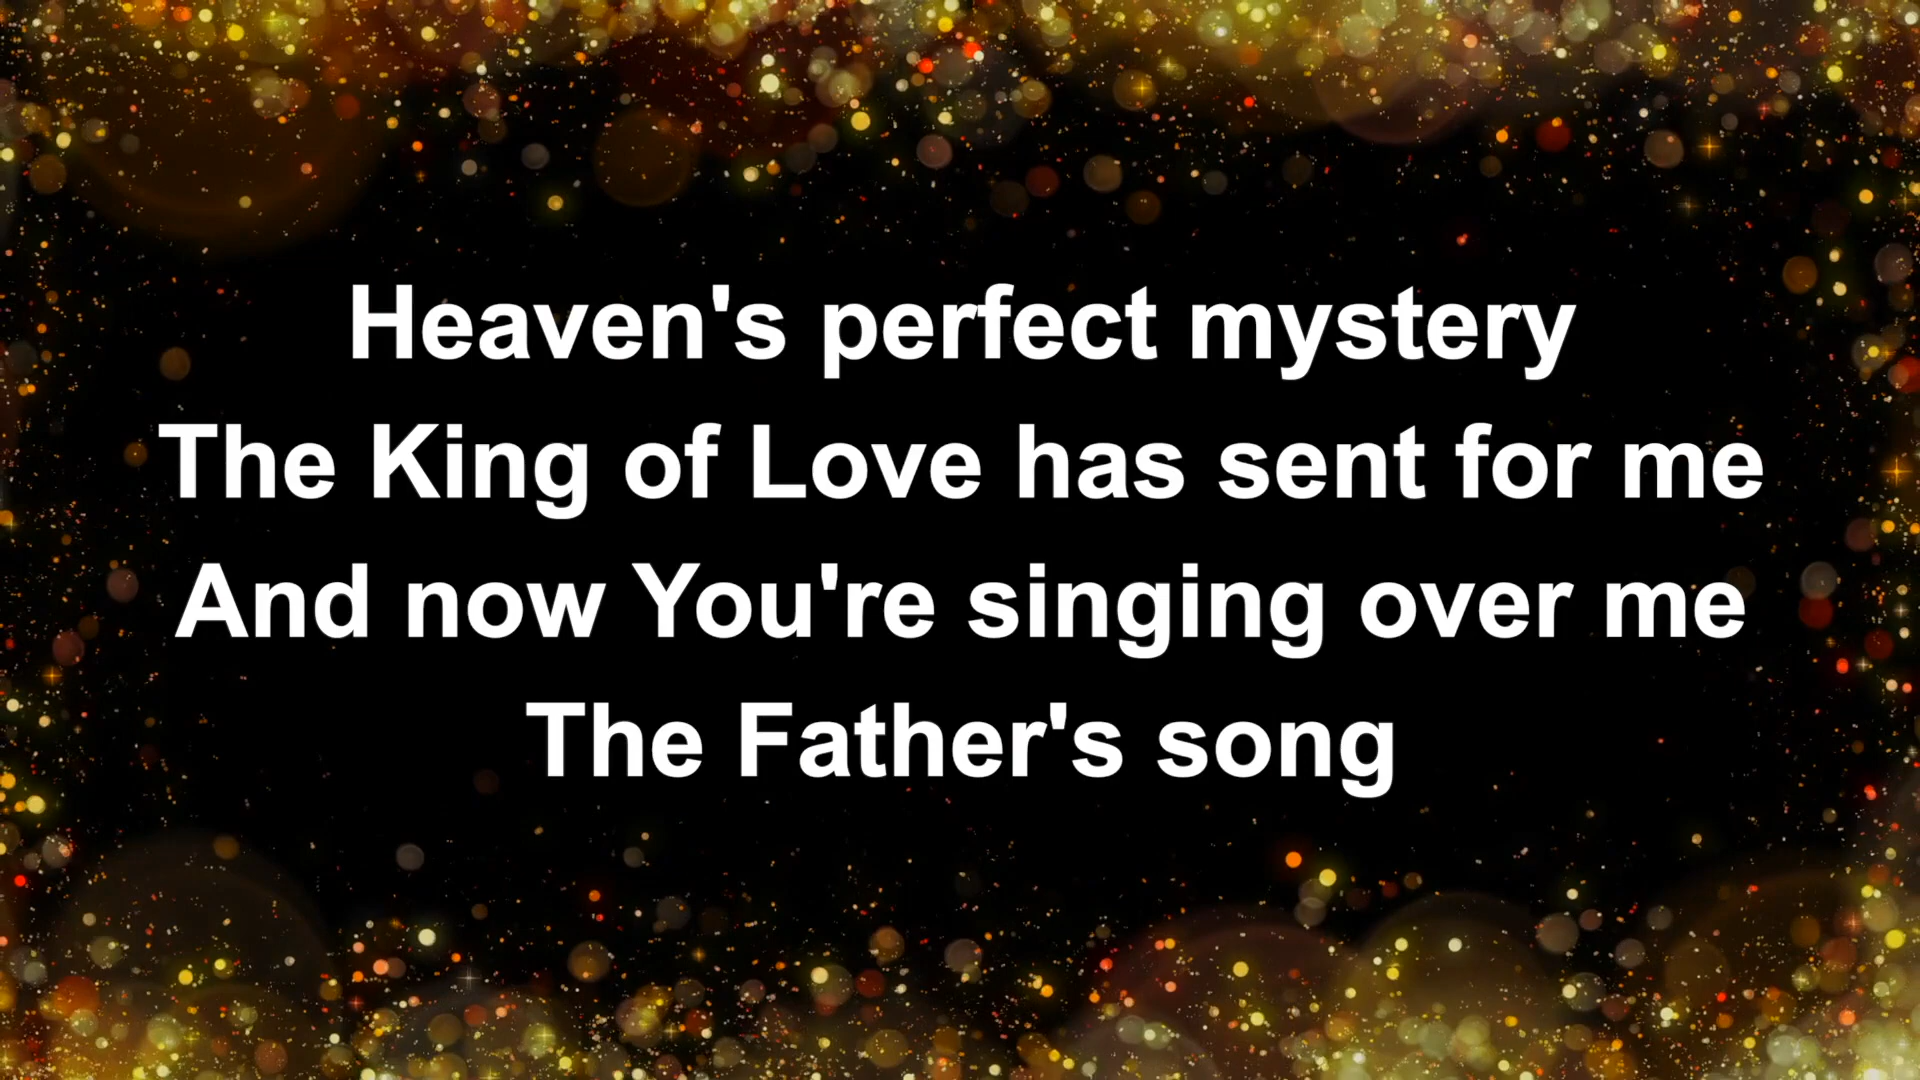 Heaven's perfect mystery
The King of Love has sent for me
And now You're singing over me
The Father's song